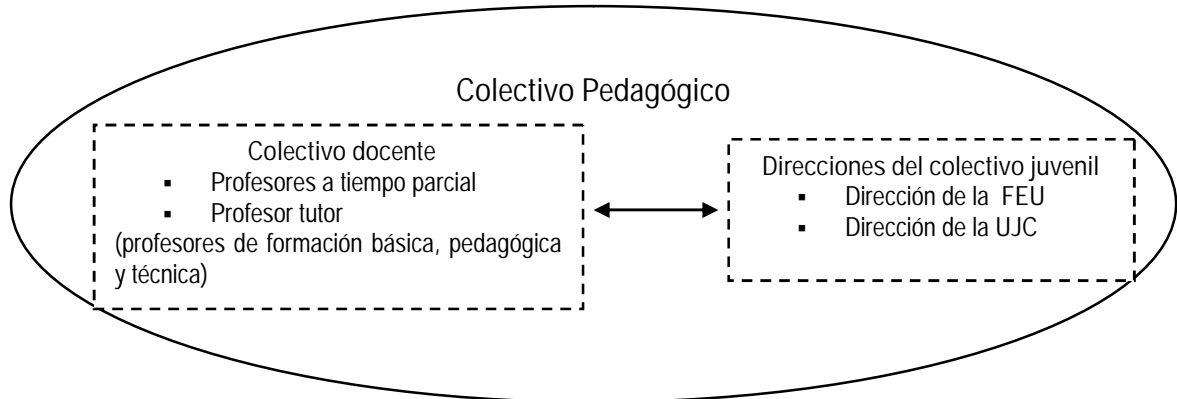 Colectivo Pedagógico
Colectivo docente
▪ Profesores a tiempo parcial
▪ Profesor tutor
(profesores de formación básica, pedagógica
y técnica)
Direcciones del colectivo juvenil
▪ Dirección de la FEU
▪ Dirección de la UJC